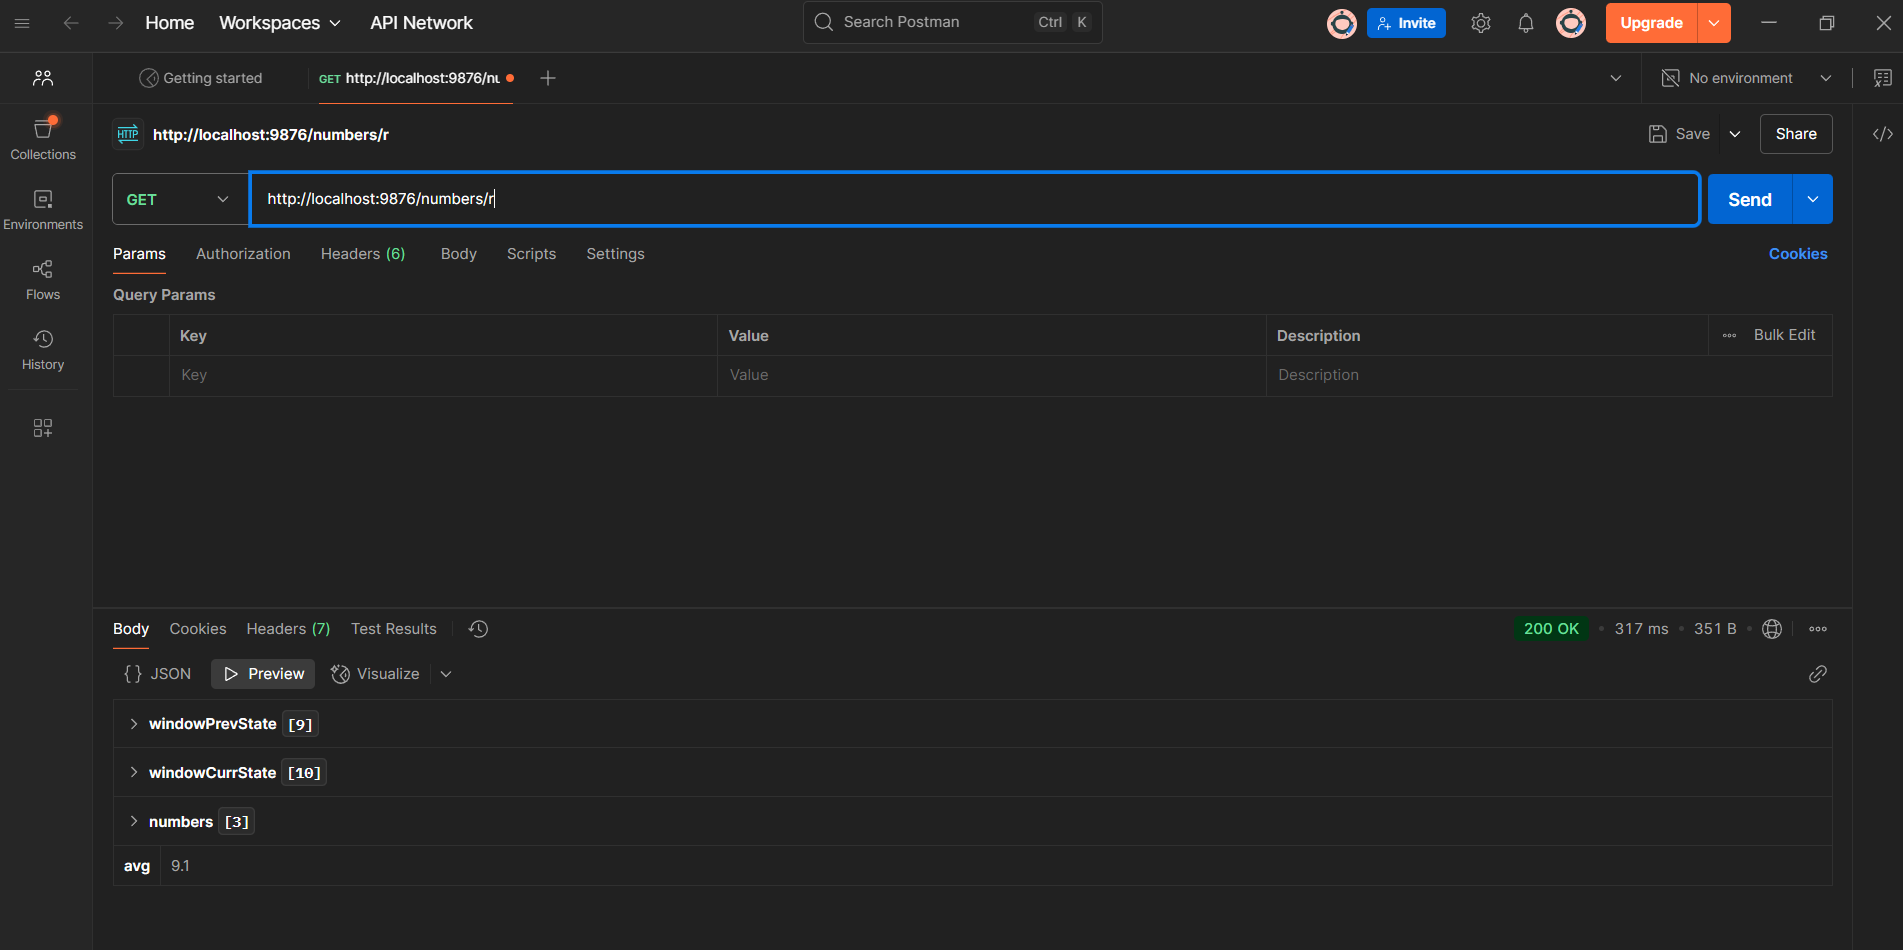 Home Workspaces API Network Search Postman Ctrl K Invite Upgrade
Getting started GET http://localhost:9876/nu No environment
HTTP http://localhost:9876/numbers/r Save Share
Collections
Environments
Flows
History
GET http://localhost:9876/numbers/r Send
Params Authorization Headers (6) Body Scripts Settings Cookies
Query Params
Key Value Description Bulk Edit
Key Value Description
Body Cookies Headers (7) Test Results 200 OK • 317 ms • 351 B •
{ } JSON Preview Visualize
windowPrevState [9]
windowCurrState [10]
numbers [3]
avg 9.1